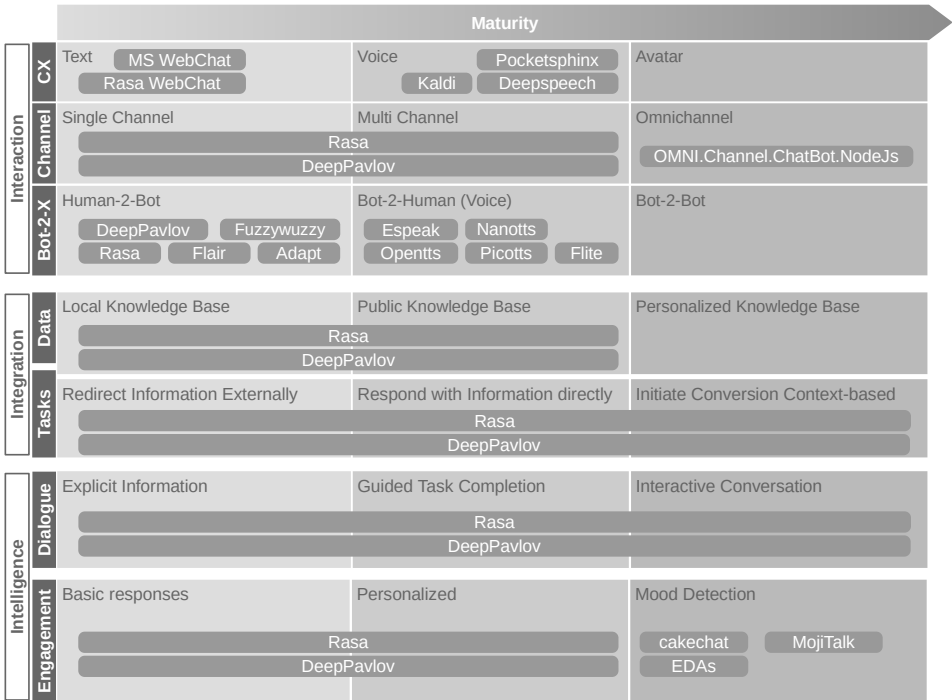 Maturity
Interaction
CX
Text
MS WebChat
Rasa WebChat
Voice
Pocketsphinx
Kaldi
Deepspeech
Avatar
Channel
Single Channel
Multi Channel
Omnichannel
Rasa
DeepPavlov
OMNI.Channel.ChatBot.NodeJs
Bot-2-X
Human-2-Bot
DeepPavlov
Fuzzywuzzy
Rasa
Flair
Adapt
Bot-2-Human (Voice)
Espeak
Nanotts
Opentts
Picotts
Flite
Bot-2-Bot
Integration
Data
Local Knowledge Base
Public Knowledge Base
Personalized Knowledge Base
Rasa
DeepPavlov
Tasks
Redirect Information Externally
Respond with Information directly
Initiate Conversion Context-based
Rasa
DeepPavlov
Intelligence
Dialogue
Explicit Information
Guided Task Completion
Interactive Conversation
Rasa
DeepPavlov
Engagement
Basic responses
Personalized
Mood Detection
Rasa
DeepPavlov
cakechat
MojiTalk
EDAs